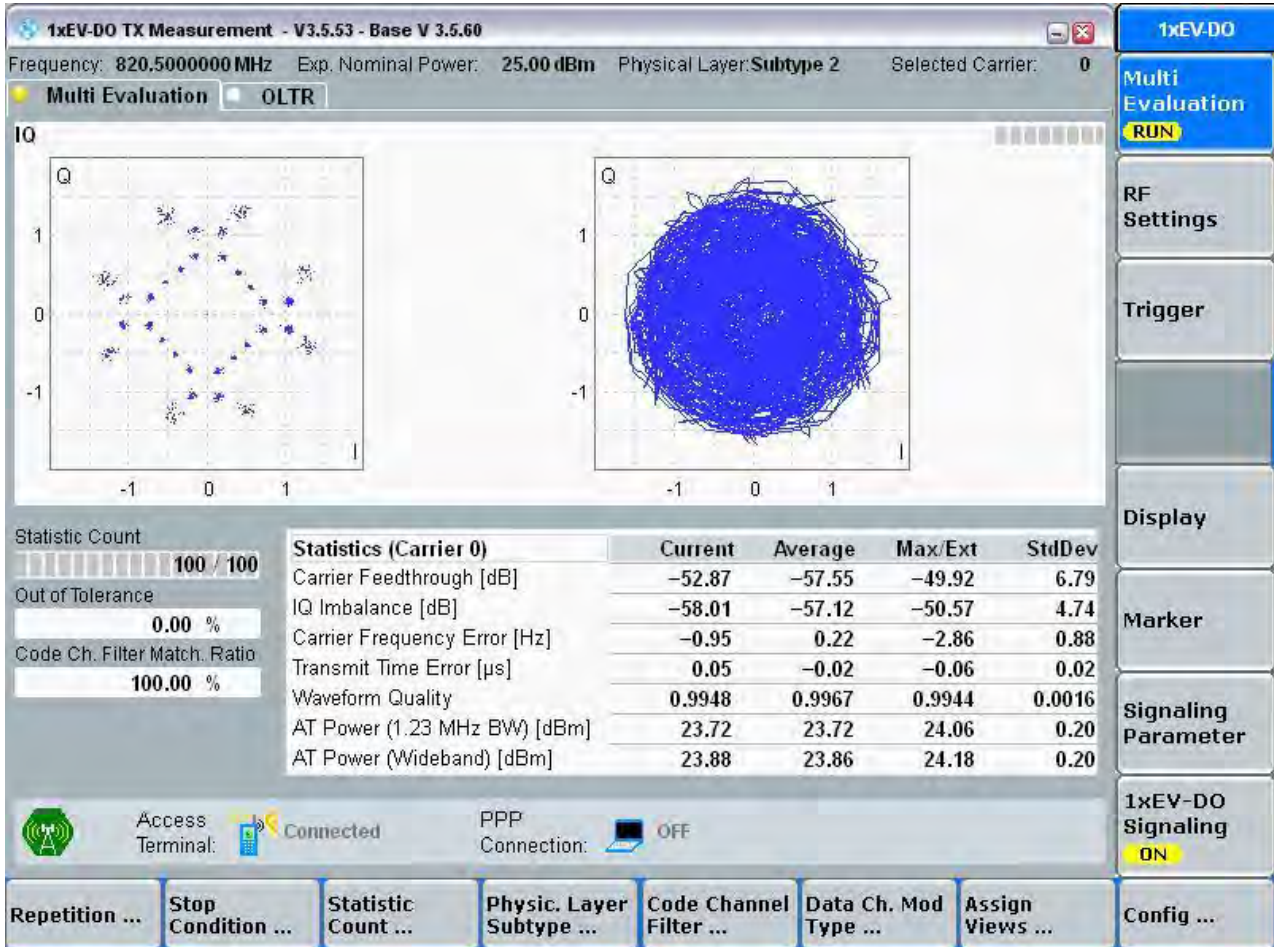 1xEV-DO TX Measurement - V3.5.53 - Base V 3.5.60
Frequency: 820.5000000 MHz Exp. Nominal Power: 25.00 dBm Physical Layer: Subtype 2 Selected Carrier: 0
Multi Evaluation OLTR
IQ
Q
1
0
-1
I
-1 0 1
Q
1
0
-1
I
-1 0 1
Statistic Count
100 / 100
Out of Tolerance
0.00 %
Code Ch. Filter Match. Ratio
100.00 %
Statistics (Carrier 0) Current Average Max/Ext StdDev
Carrier Feedthrough [dB] −52.87 −57.55 −49.92 6.79
IQ Imbalance [dB] −58.01 −57.12 −50.57 4.74
Carrier Frequency Error [Hz] −0.95 0.22 −2.86 0.88
Transmit Time Error [µs] 0.05 −0.02 −0.06 0.02
Waveform Quality 0.9948 0.9967 0.9944 0.0016
AT Power (1.23 MHz BW) [dBm] 23.72 23.72 24.06 0.20
AT Power (Wideband) [dBm] 23.88 23.86 24.18 0.20
Access
Terminal: Connected
PPP
Connection: OFF
1xEV-DO
Multi
Evaluation
RUN
RF
Settings
Trigger
Display
Marker
Signaling
Parameter
1xEV-DO
Signaling
ON
Repetition ...
Stop
Condition ...
Statistic
Count ...
Physic. Layer
Subtype ...
Code Channel
Filter ...
Data Ch. Mod
Type ...
Assign
Views ...
Config ...